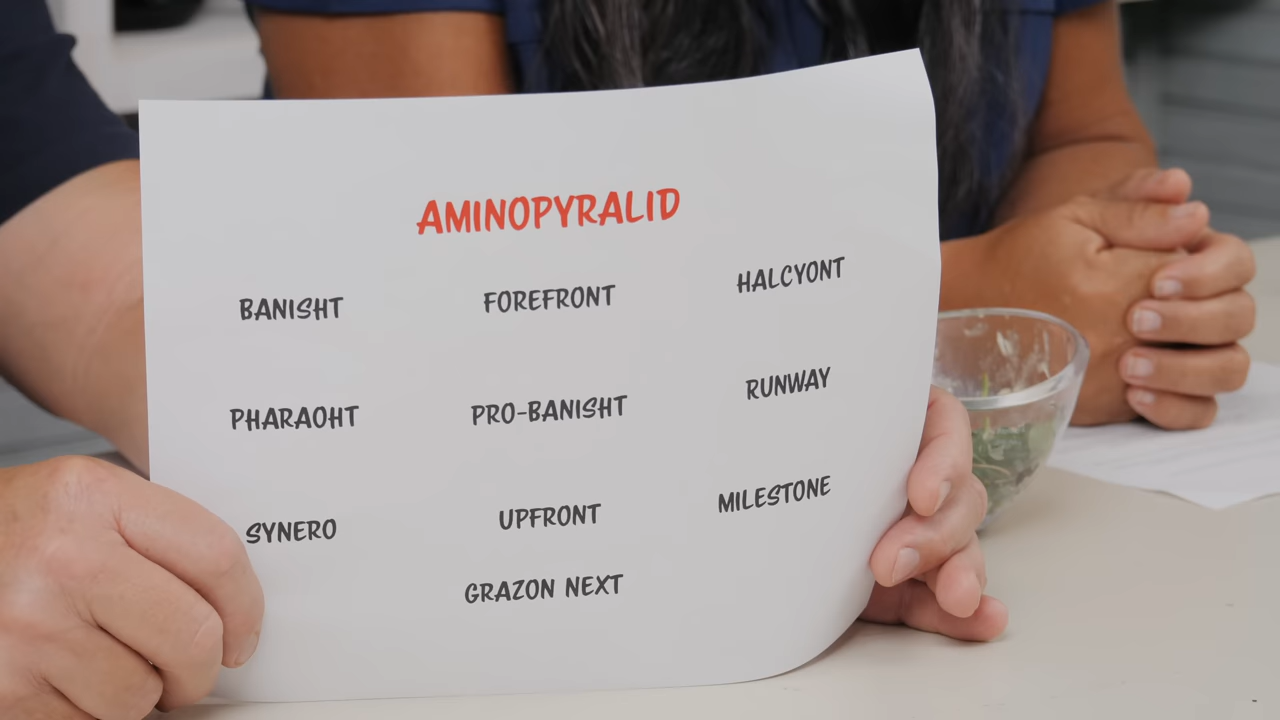 AMINOPYRALID
BANISHT FOREFRONT HALCYONT
PHARAOHT PRO-BANISHT RUNWAY
SYNERO UPFRONT MILESTONE
GRAZON NEXT